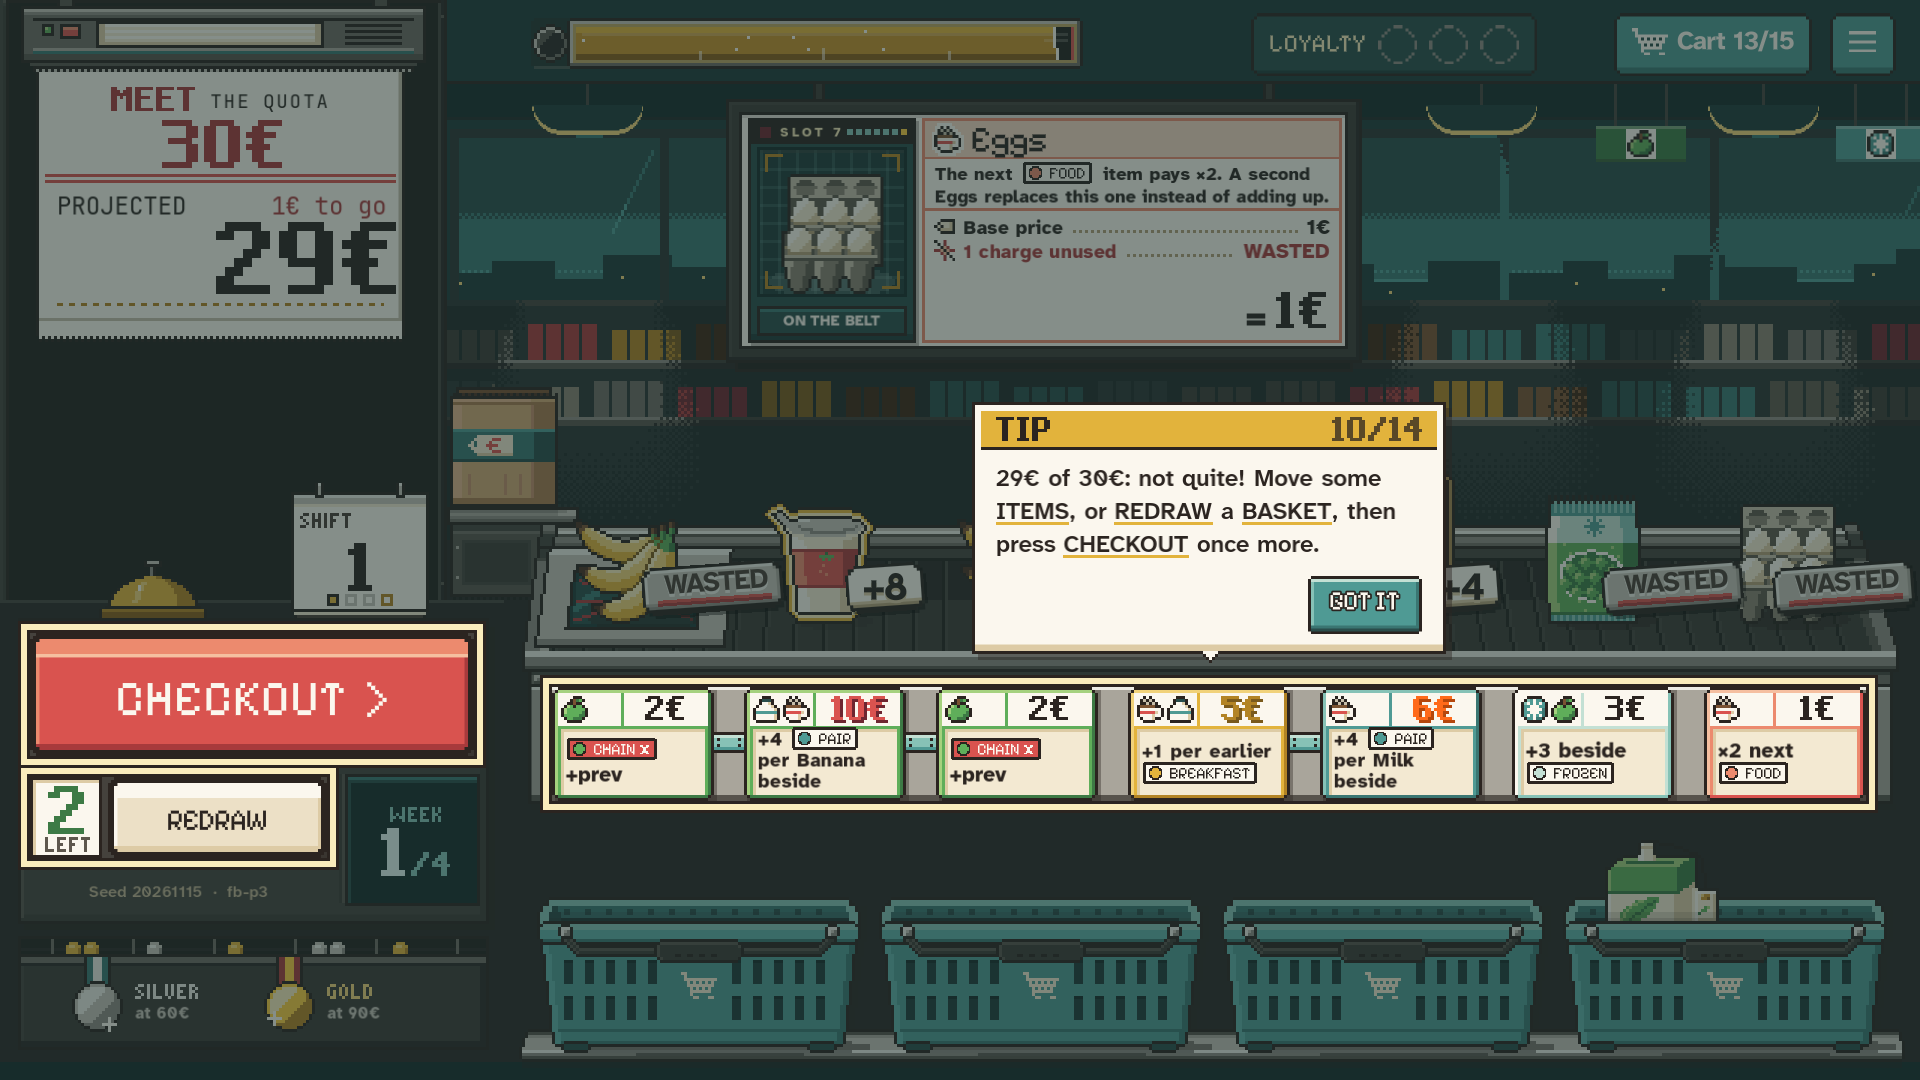 MEET THE QUOTA
30€
PROJECTED 1€ to go
29€
SHIFT
1
CHECKOUT >
2
LEFT
REDRAW
WEEK
1/4
Seed 20261115 · fb-p3
SILVER
at 60€
GOLD
at 90€
LOYALTY
Cart 13/15
SLOT 7
ON THE BELT
Eggs
The next FOOD item pays ×2. A second
Eggs replaces this one instead of adding up.
Base price 1€
1 charge unused WASTED
=1€
TIP 10/14
29€ of 30€: not quite! Move some
ITEMS, or REDRAW a BASKET, then
press CHECKOUT once more.
GOT IT
€
WASTED
+8
+4
WASTED
WASTED
2€
CHAIN x
+prev
10€
+4 PAIR
per Banana
beside
2€
CHAIN x
+prev
5€
+1 per earlier
BREAKFAST
6€
+4 PAIR
per Milk
beside
3€
+3 beside
FROZEN
1€
×2 next
FOOD